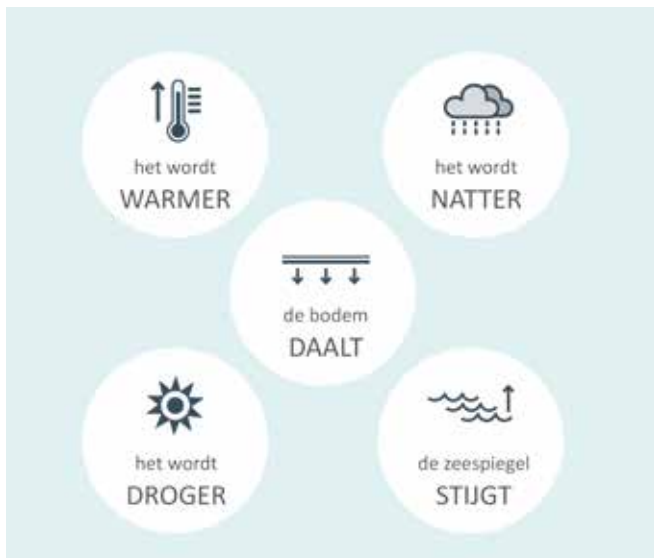 het wordt
WARMER
het wordt
NATTER
de bodem
DAALT
het wordt
DROGER
de zeespiegel
STIJGT